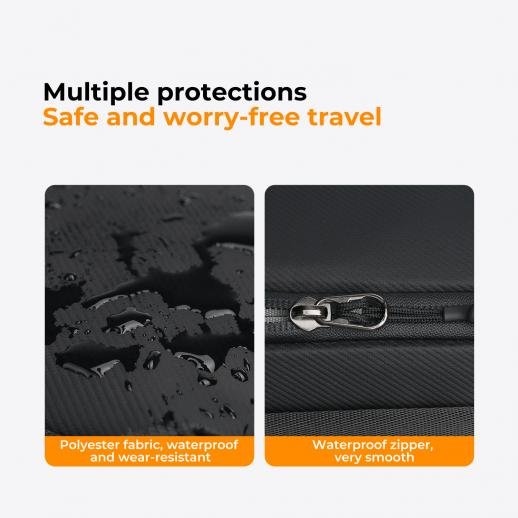 Multiple protections
Safe and worry-free travel
Polyester fabric, waterproof
and wear-resistant
Waterproof zipper,
very smooth